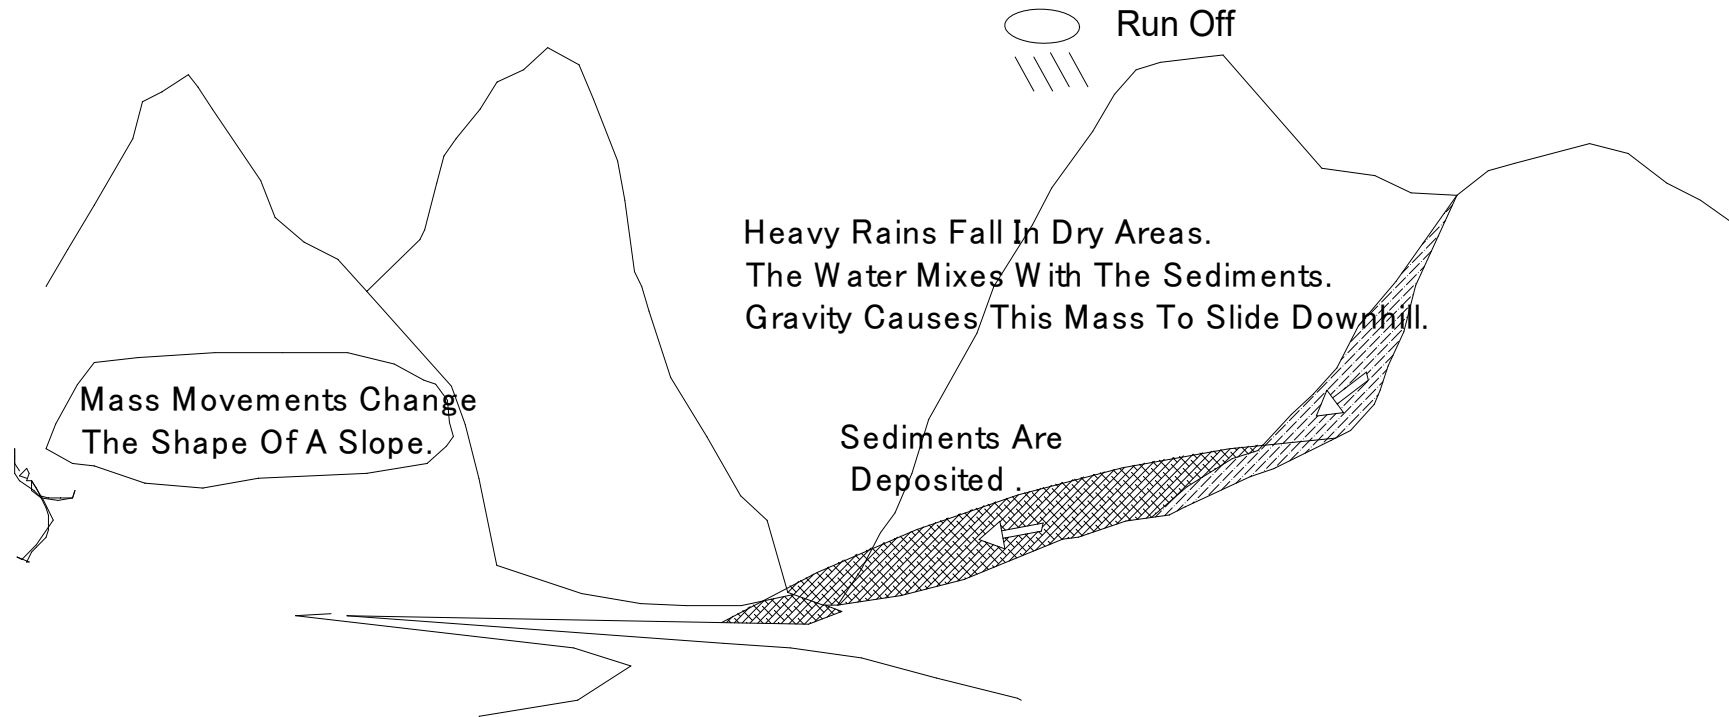 Run Off
Heavy Rains Fall In Dry Areas.
The Water Mixes With The Sediments.
Gravity Causes This Mass To Slide Downhill.
Mass Movements Change
The Shape Of A Slope.
Sediments Are
Deposited .